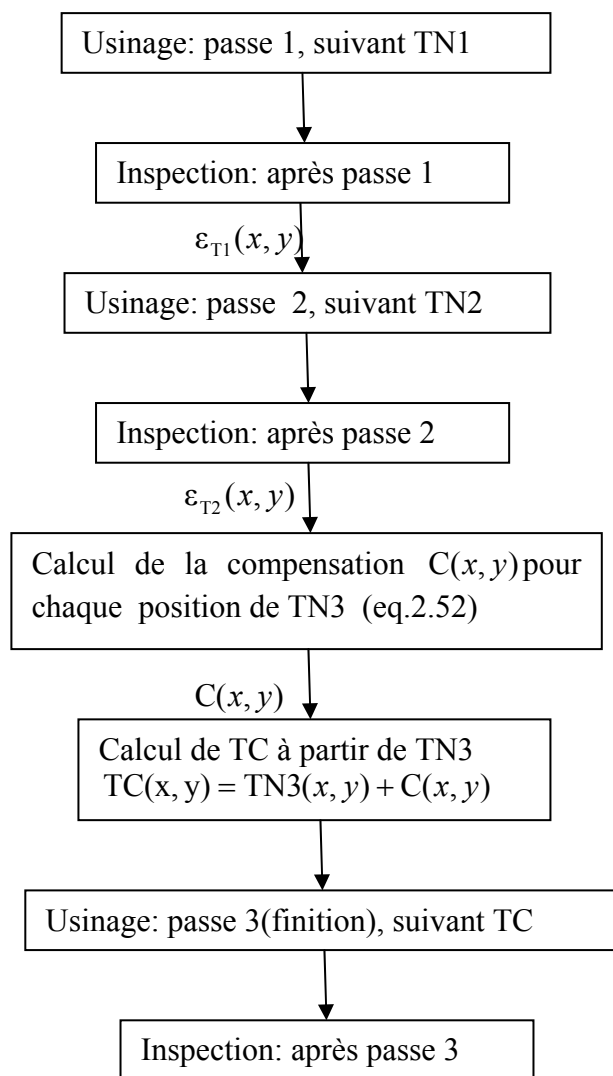 Usinage: passe 1, suivant TN1
Inspection: après passe 1
ε_T1(x, y)
Usinage: passe 2, suivant TN2
Inspection: après passe 2
ε_T2(x, y)
Calcul de la compensation C(x, y) pour
chaque position de TN3 (eq.2.52)
C(x, y)
Calcul de TC à partir de TN3
TC(x, y) = TN3(x, y) + C(x, y)
Usinage: passe 3(finition), suivant TC
Inspection: après passe 3